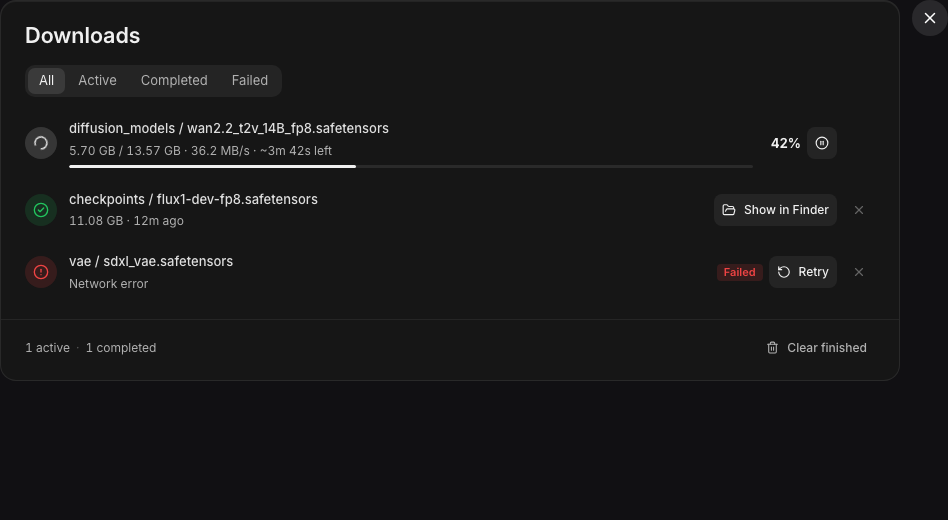 Downloads
All Active Completed Failed
diffusion_models / wan2.2_t2v_14B_fp8.safetensors
5.70 GB / 13.57 GB · 36.2 MB/s · ~3m 42s left
42%
checkpoints / flux1-dev-fp8.safetensors
11.08 GB · 12m ago
Show in Finder
vae / sdxl_vae.safetensors
Network error
Failed Retry
1 active · 1 completed
Clear finished